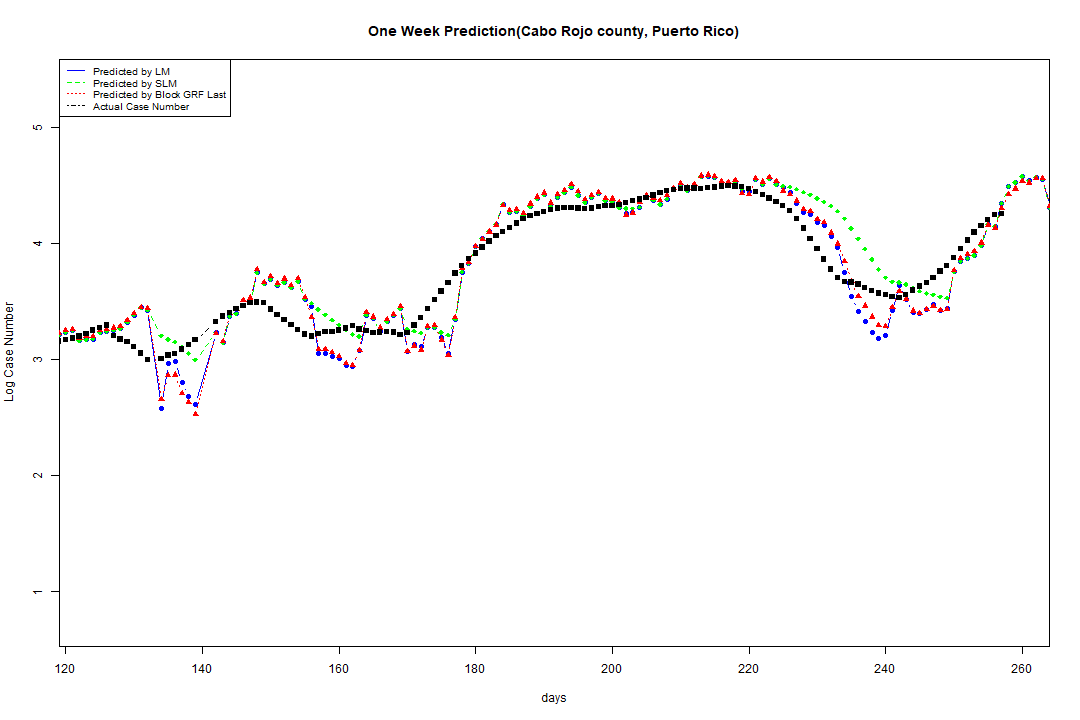 One Week Prediction(Cabo Rojo county, Puerto Rico)
Predicted by LM
Predicted by SLM
Predicted by Block GRF Last
Actual Case Number
Log Case Number
5
4
3
2
1
120 140 160 180 200 220 240 260
days